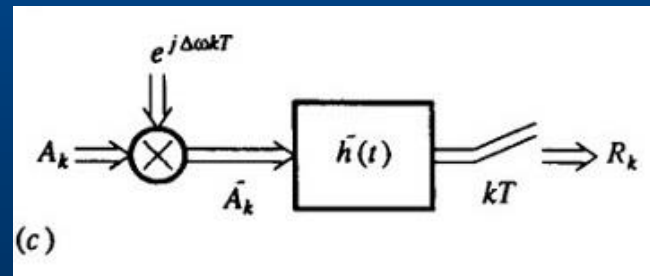 e^{jΔωkT}
A_k h̃(t) R_k
Ã_k kT
(c)